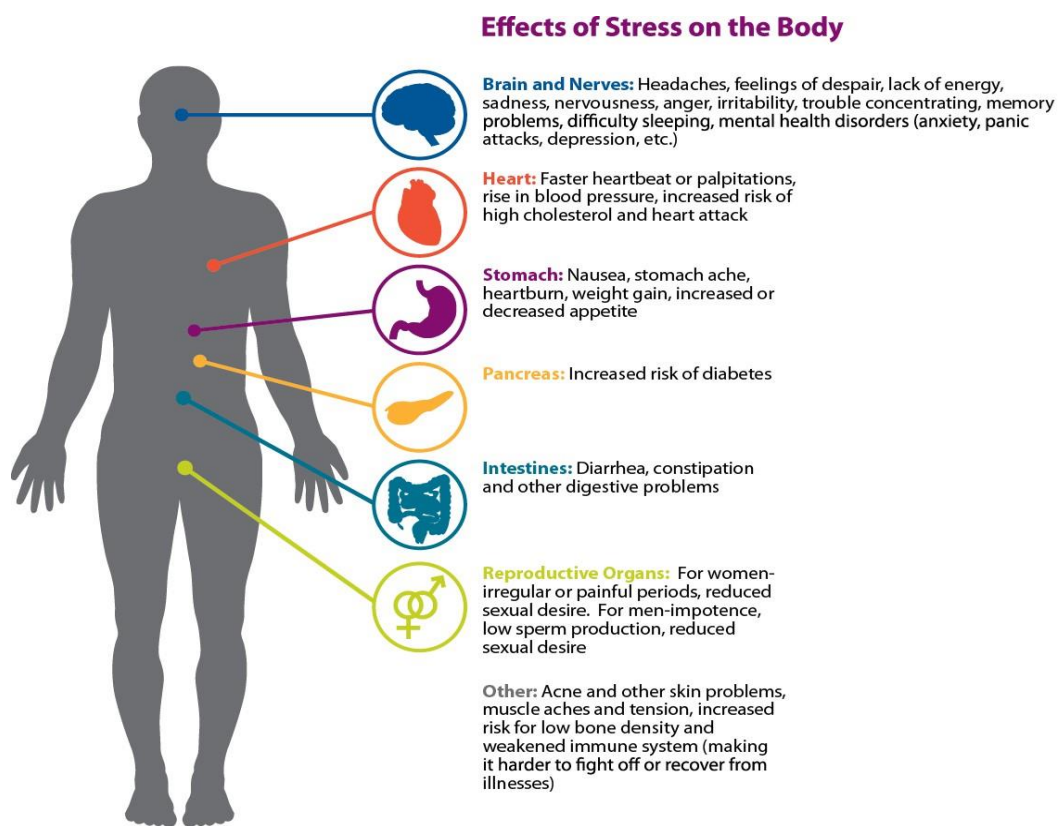 Effects of Stress on the Body
Brain and Nerves: Headaches, feelings of despair, lack of energy,
sadness, nervousness, anger, irritability, trouble concentrating, memory
problems, difficulty sleeping, mental health disorders (anxiety, panic
attacks, depression, etc.)
Heart: Faster heartbeat or palpitations,
rise in blood pressure, increased risk of
high cholesterol and heart attack
Stomach: Nausea, stomach ache,
heartburn, weight gain, increased or
decreased appetite
Pancreas: Increased risk of diabetes
Intestines: Diarrhea, constipation
and other digestive problems
Reproductive Organs: For women-
irregular or painful periods, reduced
sexual desire. For men-impotence,
low sperm production, reduced
sexual desire
Other: Acne and other skin problems,
muscle aches and tension, increased
risk for low bone density and
weakened immune system (making
it harder to fight off or recover from
illnesses)